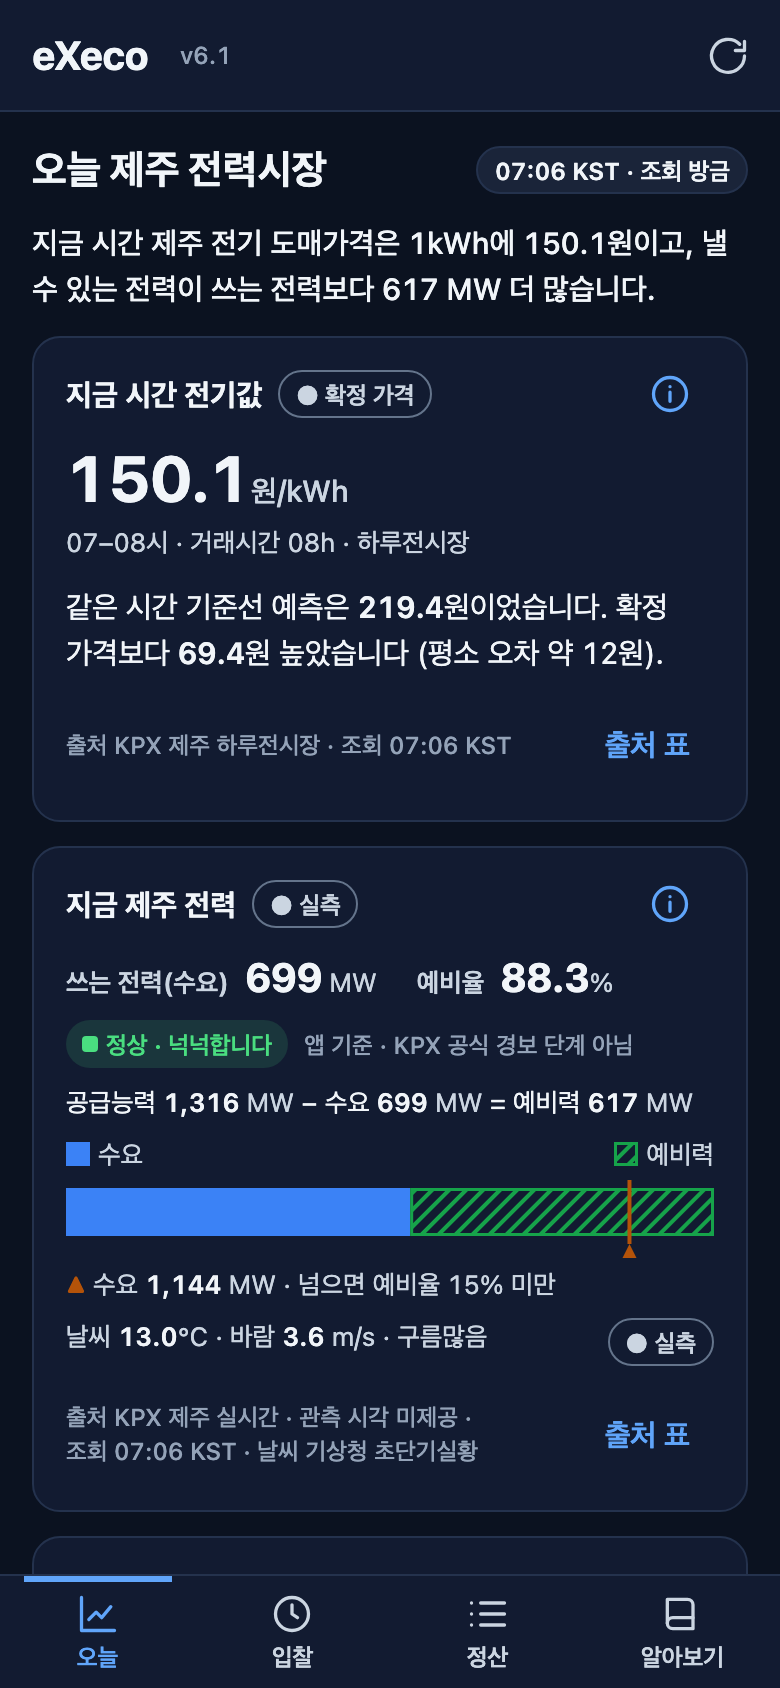 eXeco v6.1
오늘 제주 전력시장
07:06 KST · 조회 방금
지금 시간 제주 전기 도매가격은 1kWh에 150.1원이고, 낼
수 있는 전력이 쓰는 전력보다 617 MW 더 많습니다.
지금 시간 전기값
확정 가격
150.1원/kWh
07–08시 · 거래시간 08h · 하루전시장
같은 시간 기준선 예측은 219.4원이었습니다. 확정
가격보다 69.4원 높았습니다 (평소 오차 약 12원).
출처 KPX 제주 하루전시장 · 조회 07:06 KST
출처 표
지금 제주 전력
실측
쓰는 전력(수요) 699 MW 예비율 88.3%
정상 · 넉넉합니다
앱 기준 · KPX 공식 경보 단계 아님
공급능력 1,316 MW − 수요 699 MW = 예비력 617 MW
수요
예비력
수요 1,144 MW · 넘으면 예비율 15% 미만
날씨 13.0°C · 바람 3.6 m/s · 구름많음
실측
출처 KPX 제주 실시간 · 관측 시각 미제공 ·
조회 07:06 KST · 날씨 기상청 초단기실황
출처 표
오늘
입찰
정산
알아보기